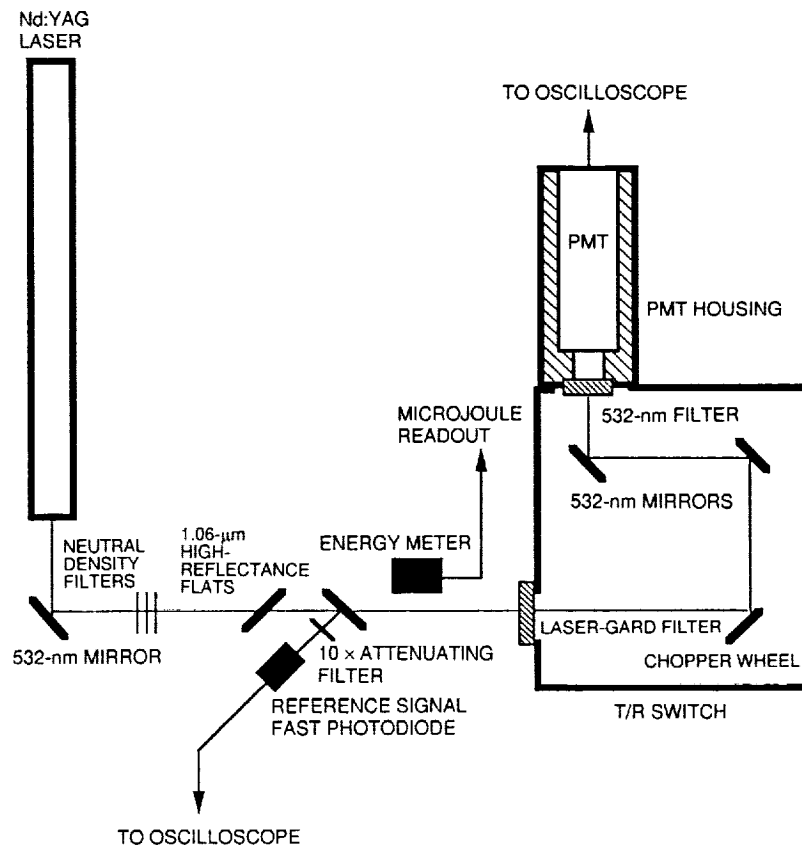 Nd:YAG
LASER
TO OSCILLOSCOPE
PMT
PMT HOUSING
MICROJOULE
READOUT
532-nm FILTER
532-nm MIRRORS
NEUTRAL
DENSITY
FILTERS
1.06-μm
HIGH-
REFLECTANCE
FLATS
ENERGY METER
LASER-GARD FILTER
532-nm MIRROR
10 × ATTENUATING
FILTER
CHOPPER WHEEL
REFERENCE SIGNAL
FAST PHOTODIODE
T/R SWITCH
TO OSCILLOSCOPE